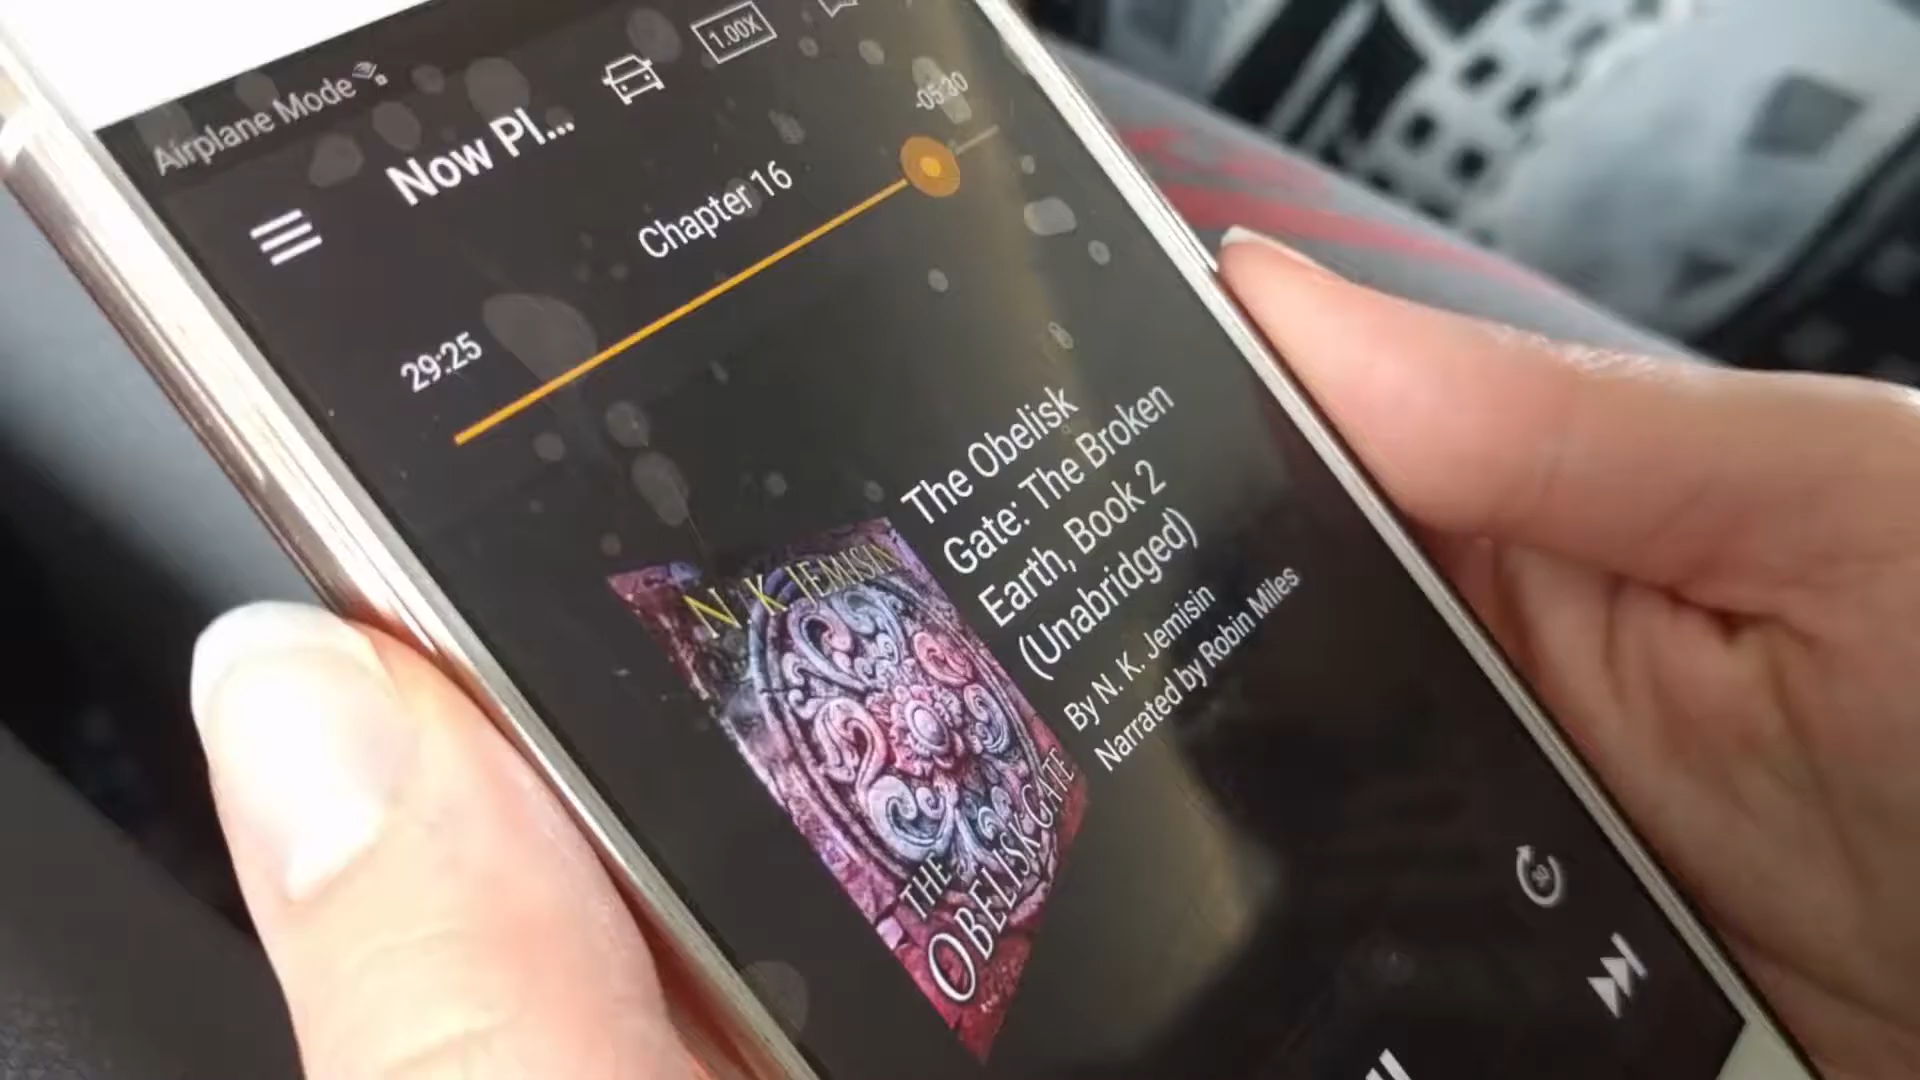 Airplane Mode
1.00X
Now Pl...
-05:30
Chapter 16
29:25
The Obelisk
Gate: The Broken
Earth, Book 2
(Unabridged)
By N. K. Jemisin
Narrated by Robin Miles
N. K. JEMISIN
THE
OBELISK GATE
30